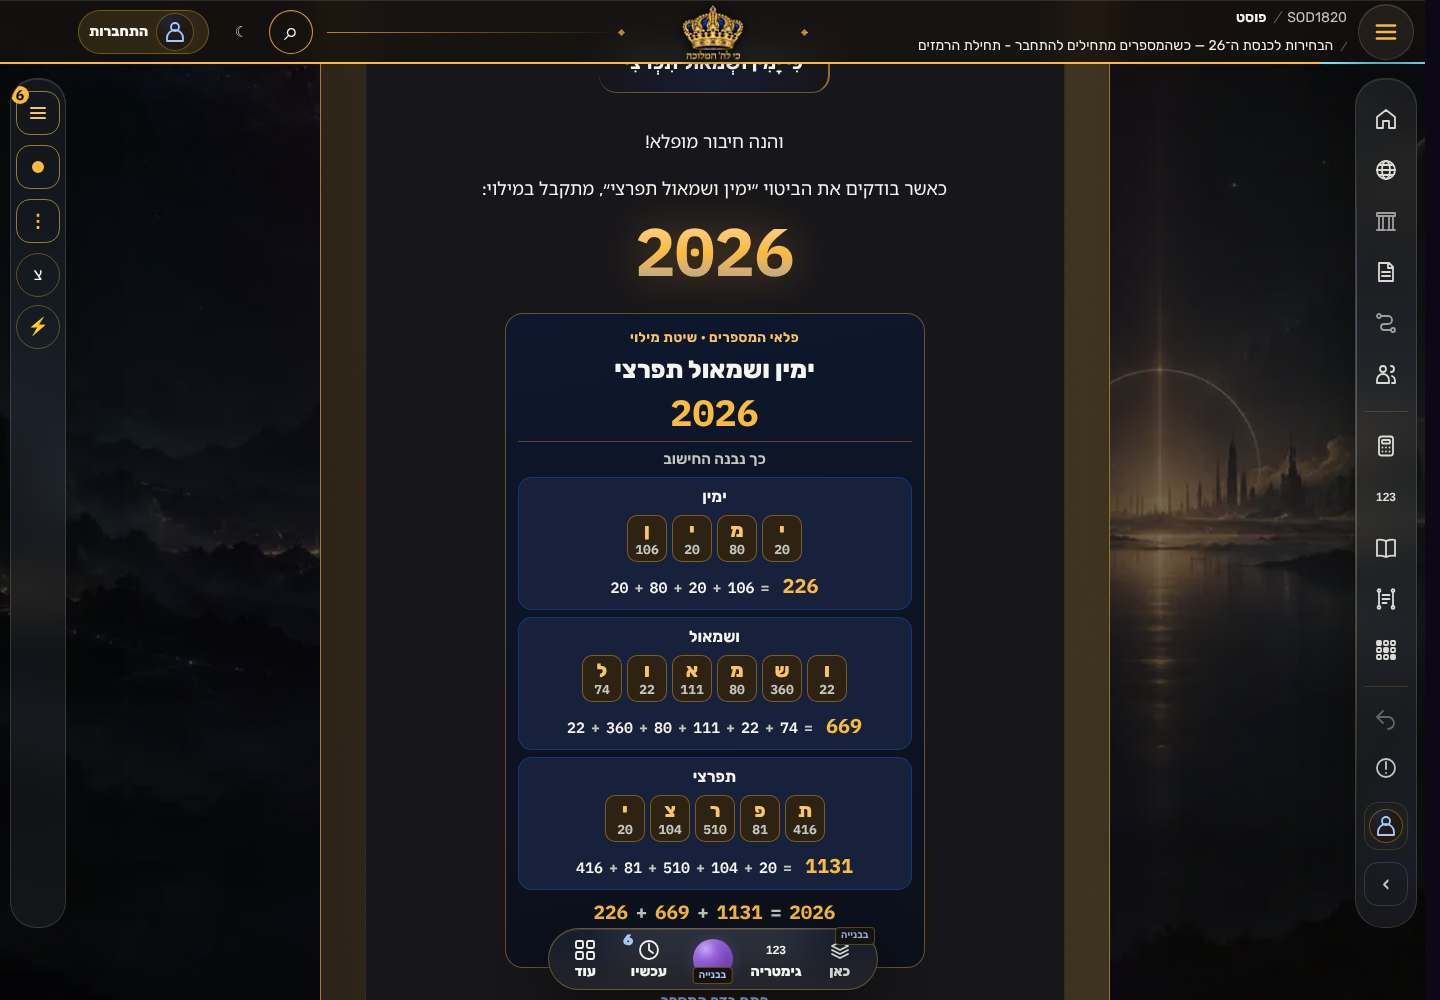 SOD1820 / פוסט
/ הבחירות לכנסת ה־26 — כשהמספרים מתחילים להתחבר - תחילת הרמזים
כי לה' המלוכה
התחברות
6
צ
123
כִּי יָמִין וּשְׂמֹאול תִּפְרֹצִי
והנה חיבור מופלא!
כאשר בודקים את הביטוי ״ימין ושמאול תפרצי״, מתקבל במילוי:
2026
פלאי המספרים • שיטת מילוי
ימין ושמאול תפרצי
2026
כך נבנה החישוב
ימין
י מ י ן
20 80 20 106
20 + 80 + 20 + 106 = 226
ושמאול
ו ש מ א ו ל
22 360 80 111 22 74
22 + 360 + 80 + 111 + 22 + 74 = 669
תפרצי
ת פ ר צ י
416 81 510 104 20
416 + 81 + 510 + 104 + 20 = 1131
226 + 669 + 1131 = 2026
בבנייה
כאן
123
גימטריה
בבנייה
6
עכשיו
עוד